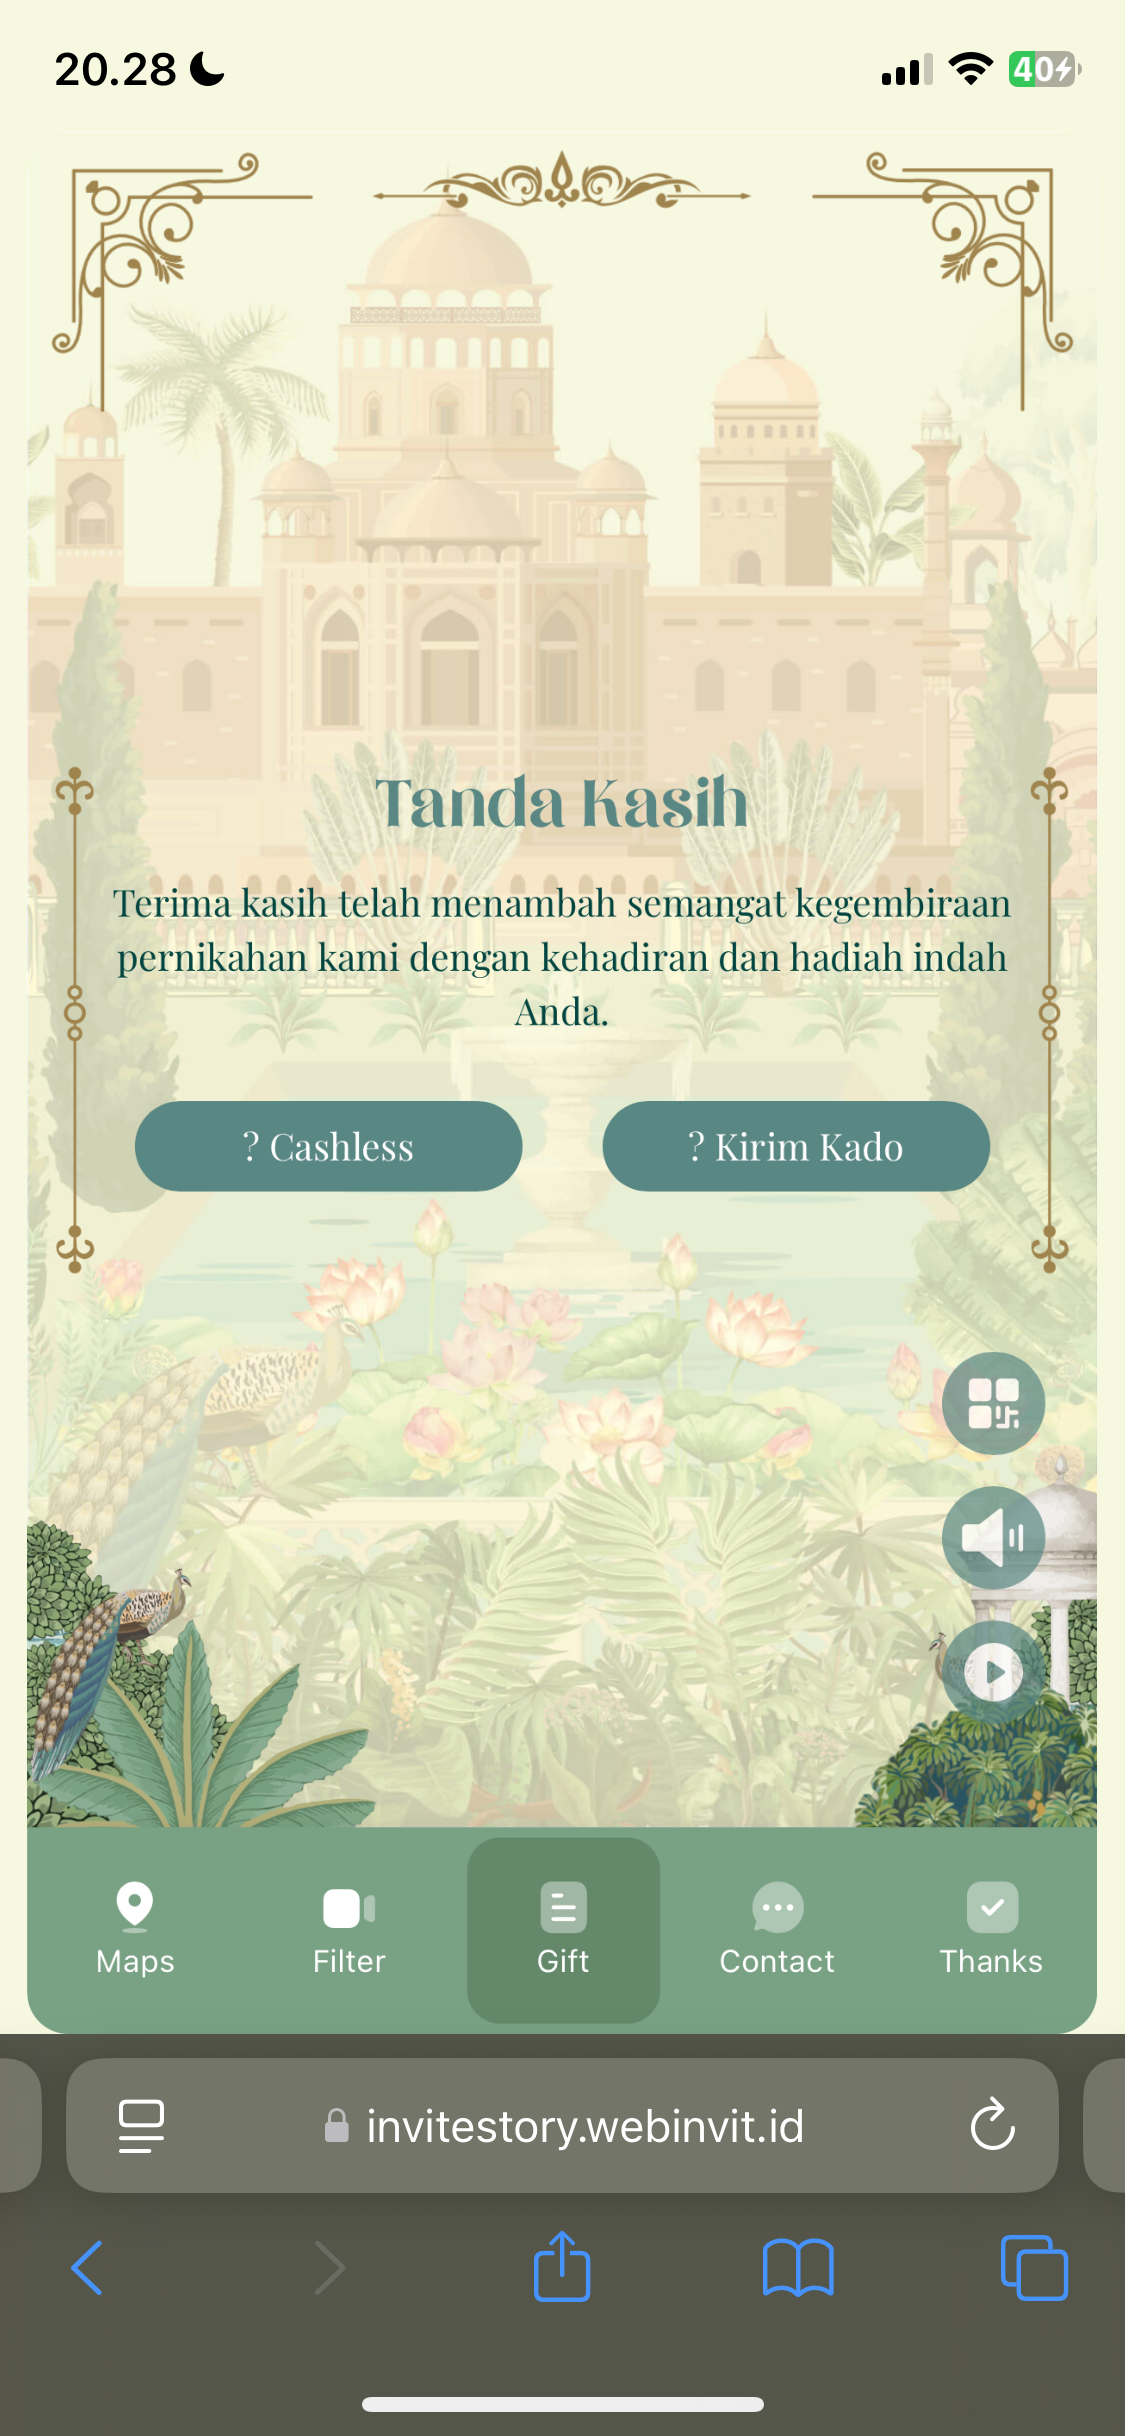 20.28
40
Tanda Kasih
Terima kasih telah menambah semangat kegembiraan
pernikahan kami dengan kehadiran dan hadiah indah
Anda.
? Cashless
? Kirim Kado
Maps
Filter
Gift
Contact
Thanks
invitestory.webinvit.id